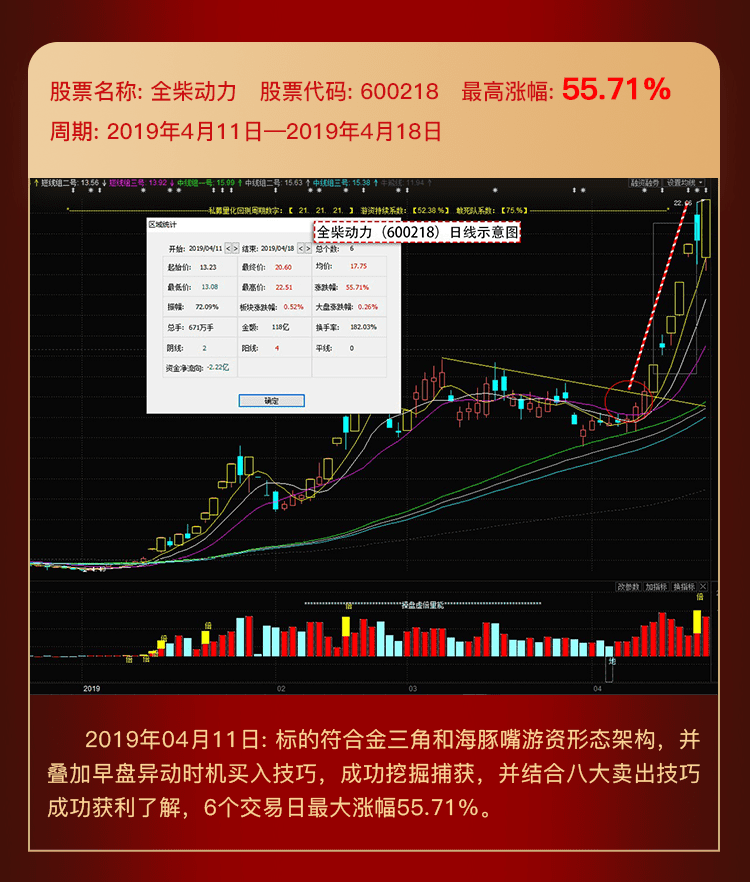 股票名称: 全柴动力 股票代码: 600218 最高涨幅: 55.71%
周期: 2019年4月11日—2019年4月18日
短线组二号: 13.56 ↓ 短线组三号: 13.92 ↓ 中线组一号: 15.99 ↑ 中线组二号: 15.63 ↑ 中线组三号: 15.38 ↑ 牛熊线: 11.94 ↑
融资融券 设置均线
私募量化回测周期数字: 【 21. 21. 21. 】 游资持续系数: 【52.38%】 敢死队系数: 【75.%】
22.66
区域统计
全柴动力（600218）日线示意图
开始: 2019/04/11 < > 结束: 2019/04/18 < > 总个数: 6
起始价: 13.23 最终价: 20.60 均价: 17.75
最低价: 13.08 最高价: 22.51 涨跌幅: 55.71%
振幅: 72.09% 板块涨跌幅: 0.52% 大盘涨跌幅: 0.26%
总手: 671万手 金额: 118亿 换手率: 182.03%
阴线: 2 阳线: 4 平线: 0
资金净流向: -2.22亿
确定
改参数 加指标 换指标 ×
操盘虚倍量能
倍
倍
倍
倍
倍
倍
倍
地
2019 02 03 04
2019年04月11日: 标的符合金三角和海豚嘴游资形态架构，并
叠加早盘异动时机买入技巧，成功挖掘捕获，并结合八大卖出技巧
成功获利了解，6个交易日最大涨幅55.71%。